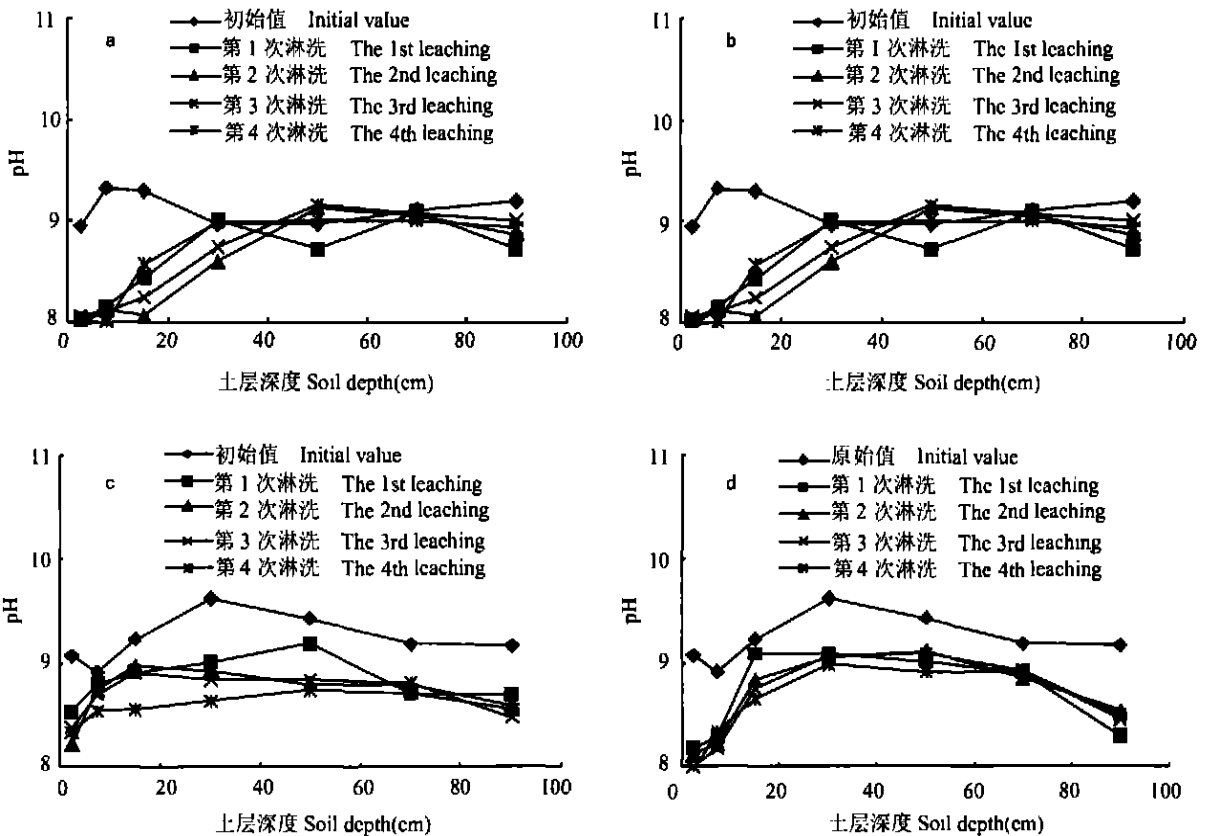 pH
11
10
9
8
a
初始值 Initial value
第 1 次淋洗 The 1st leaching
第 2 次淋洗 The 2nd leaching
第 3 次淋洗 The 3rd leaching
第 4 次淋洗 The 4th leaching
0 20 40 60 80 100
土层深度 Soil depth(cm)
pH
11
10
9
8
b
初始值 Initial value
第 1 次淋洗 The 1st leaching
第 2 次淋洗 The 2nd leaching
第 3 次淋洗 The 3rd leaching
第 4 次淋洗 The 4th leaching
0 20 40 60 80 100
土层深度 Soil depth(cm)
pH
11
10
9
8
c
初始值 Initial value
第 1 次淋洗 The 1st leaching
第 2 次淋洗 The 2nd leaching
第 3 次淋洗 The 3rd leaching
第 4 次淋洗 The 4th leaching
0 20 40 60 80 100
土层深度 Soil depth(cm)
pH
11
10
9
8
d
原始值 Initial value
第 1 次淋洗 The 1st leaching
第 2 次淋洗 The 2nd leaching
第 3 次淋洗 The 3rd leaching
第 4 次淋洗 The 4th leaching
0 20 40 60 80 100
土层深度 Soil depth(cm)